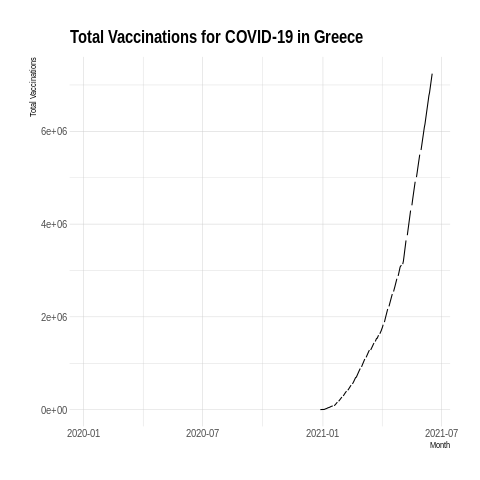 Total Vaccinations for COVID-19 in Greece
Total Vaccinations
6e+06
4e+06
2e+06
0e+00
2020-01 2020-07 2021-01 2021-07
Month